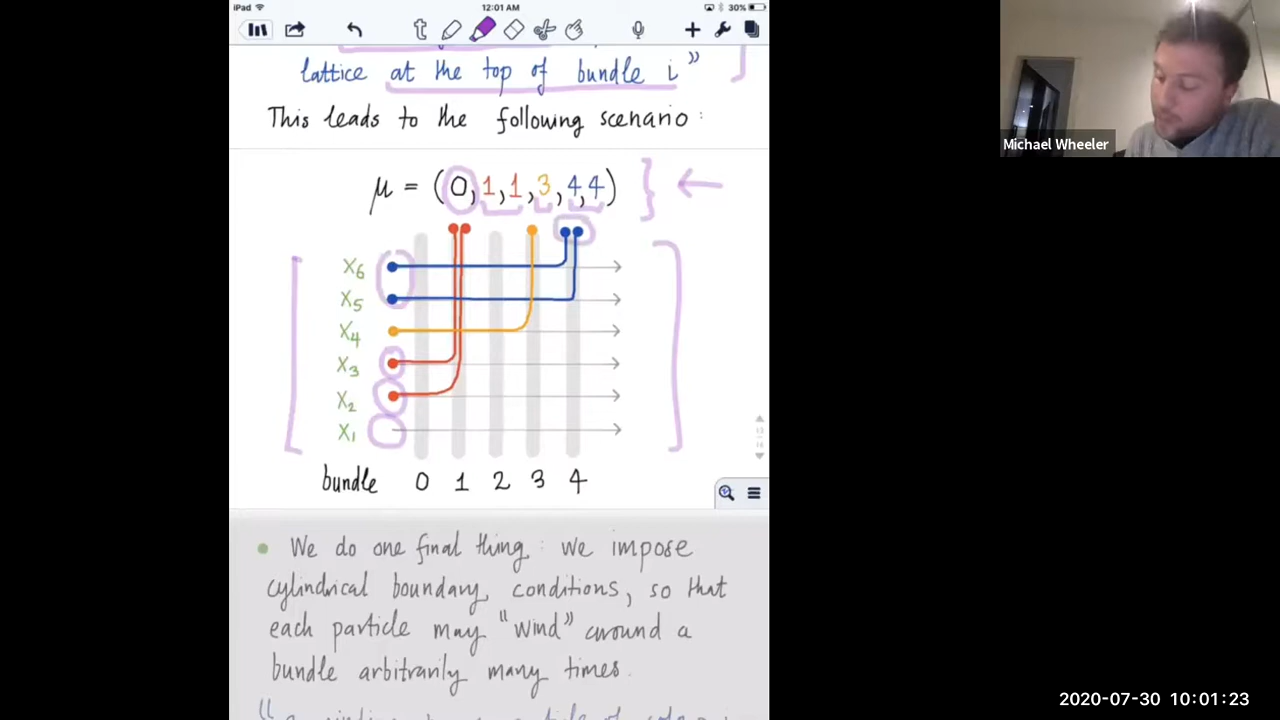 iPad 12:01 AM 30%
lattice at the top of bundle i"
This leads to the following scenario:
μ = (0,1,1,3,4,4)
X6
X5
X4
X3
X2
X1
bundle 0 1 2 3 4
We do one final thing: we impose
cylindrical boundary conditions, so that
each particle may "wind" around a
bundle arbitrarily many times.
Michael Wheeler
2020-07-30 10:01:23